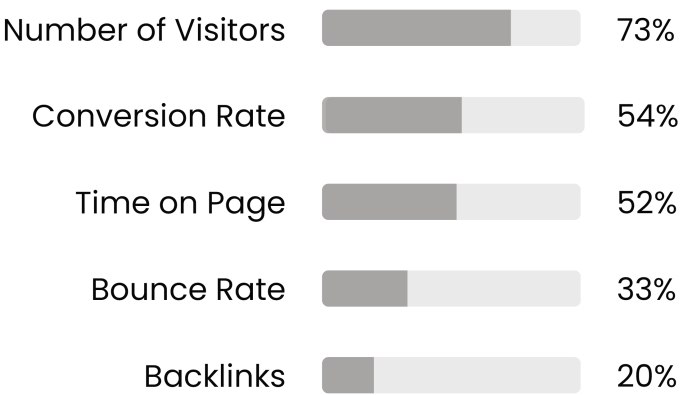 Number of Visitors 73%
Conversion Rate 54%
Time on Page 52%
Bounce Rate 33%
Backlinks 20%